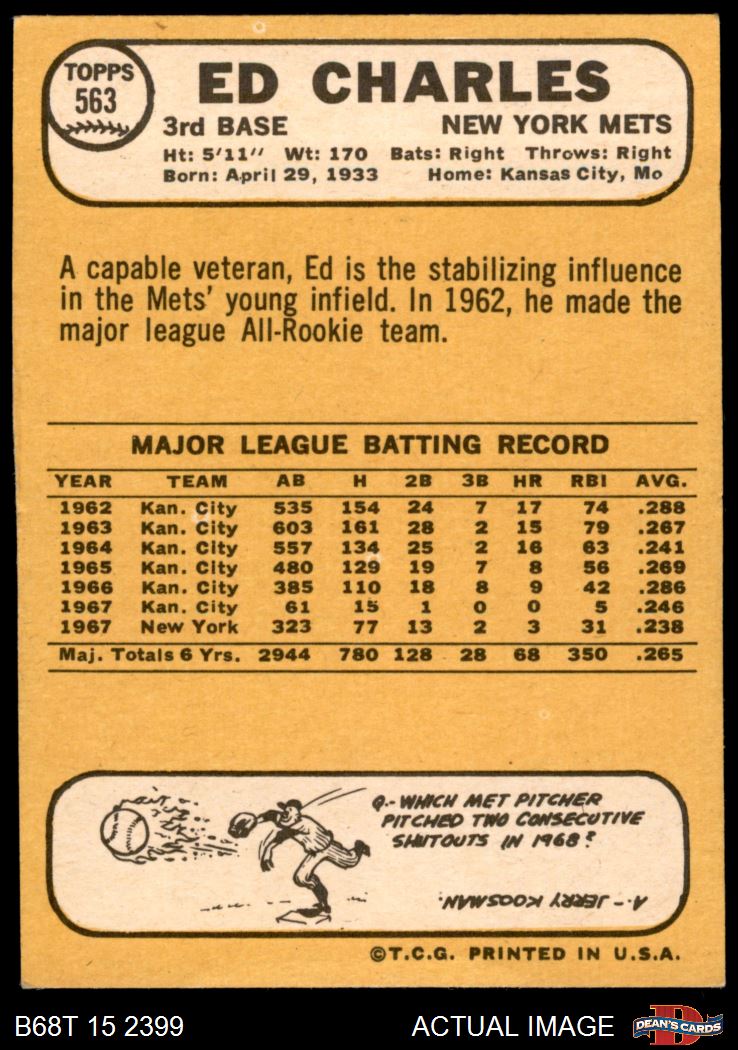 TOPPS
563
ED CHARLES
3rd BASE NEW YORK METS
Ht: 5'11" Wt: 170 Bats: Right Throws: Right
Born: April 29, 1933 Home: Kansas City, Mo
A capable veteran, Ed is the stabilizing influence
in the Mets' young infield. In 1962, he made the
major league All-Rookie team.
MAJOR LEAGUE BATTING RECORD
YEAR TEAM AB H 2B 3B HR RBI AVG.
1962 Kan. City 535 154 24 7 17 74 .288
1963 Kan. City 603 161 28 2 15 79 .267
1964 Kan. City 557 134 25 2 16 63 .241
1965 Kan. City 480 129 19 7 8 56 .269
1966 Kan. City 385 110 18 8 9 42 .286
1967 Kan. City 61 15 1 0 0 5 .246
1967 New York 323 77 13 2 3 31 .238
Maj. Totals 6 Yrs. 2944 780 128 28 68 350 .265
Q.- WHICH MET PITCHER
PITCHED TWO CONSECUTIVE
SHUTOUTS IN 1968?
A.- JERRY KOOSMAN.
©T.C.G. PRINTED IN U.S.A.
B68T 15 2399 ACTUAL IMAGE
D
DEAN'S CARDS